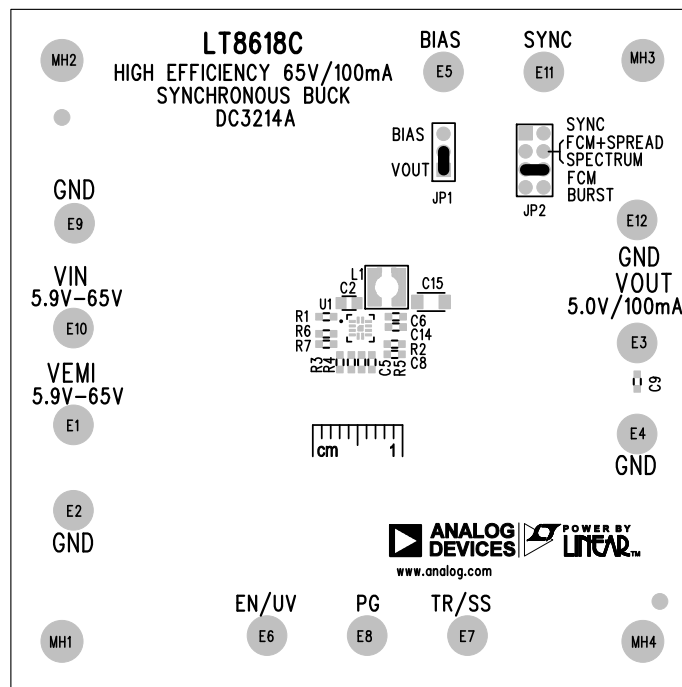 LT8618C
HIGH EFFICIENCY 65V/100mA
SYNCHRONOUS BUCK
DC3214A
BIAS
SYNC
MH2
E5
E11
MH3
BIAS
VOUT
JP1
SYNC
FCM+SPREAD
SPECTRUM
FCM
BURST
JP2
GND
E9
E12
GND
VIN
5.9V-65V
E10
VOUT
5.0V/100mA
E3
L1
C2
C15
U1
R1
R6
R7
C6
C14
R2
C8
R3
R4
C5
R5
VEMI
5.9V-65V
E1
C9
E4
GND
cm 1
E2
GND
ANALOG
DEVICES
POWER BY
LINEAR™
www.analog.com
EN/UV
PG
TR/SS
MH1
E6
E8
E7
MH4